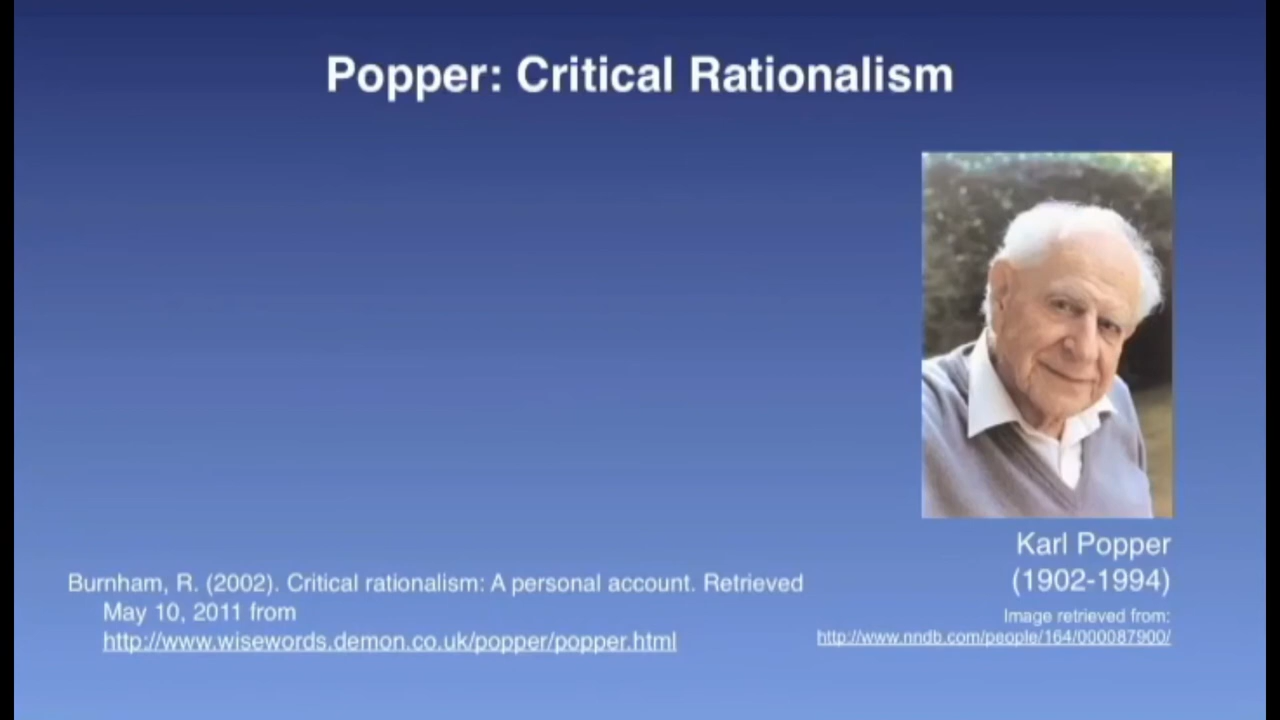 Popper: Critical Rationalism
Karl Popper
(1902-1994)
Image retrieved from:
http://www.nndb.com/people/164/000087900/
Burnham, R. (2002). Critical rationalism: A personal account. Retrieved
May 10, 2011 from
http://www.wisewords.demon.co.uk/popper/popper.html